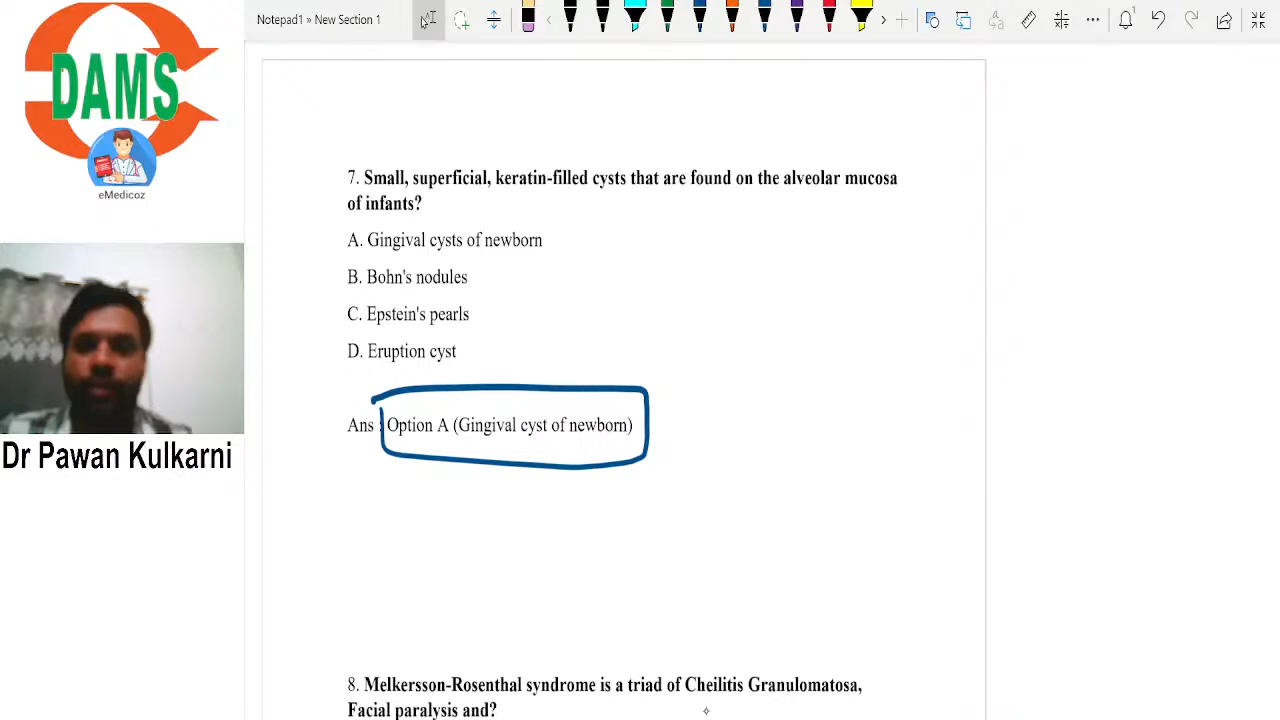 Notepad1 » New Section 1
DAMS
eMedicoz
Dr Pawan Kulkarni
7. Small, superficial, keratin-filled cysts that are found on the alveolar mucosa
of infants?
A. Gingival cysts of newborn
B. Bohn's nodules
C. Epstein's pearls
D. Eruption cyst
Ans : Option A (Gingival cyst of newborn)
8. Melkersson-Rosenthal syndrome is a triad of Cheilitis Granulomatosa,
Facial paralysis and?